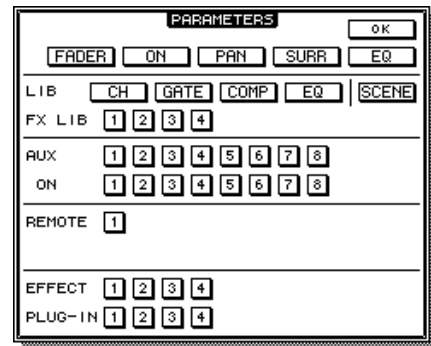 PARAMETERS
OK
FADER ON PAN SURR EQ
LIB CH GATE COMP EQ SCENE
FX LIB 1 2 3 4
AUX 1 2 3 4 5 6 7 8
ON 1 2 3 4 5 6 7 8
REMOTE 1
EFFECT 1 2 3 4
PLUG-IN 1 2 3 4